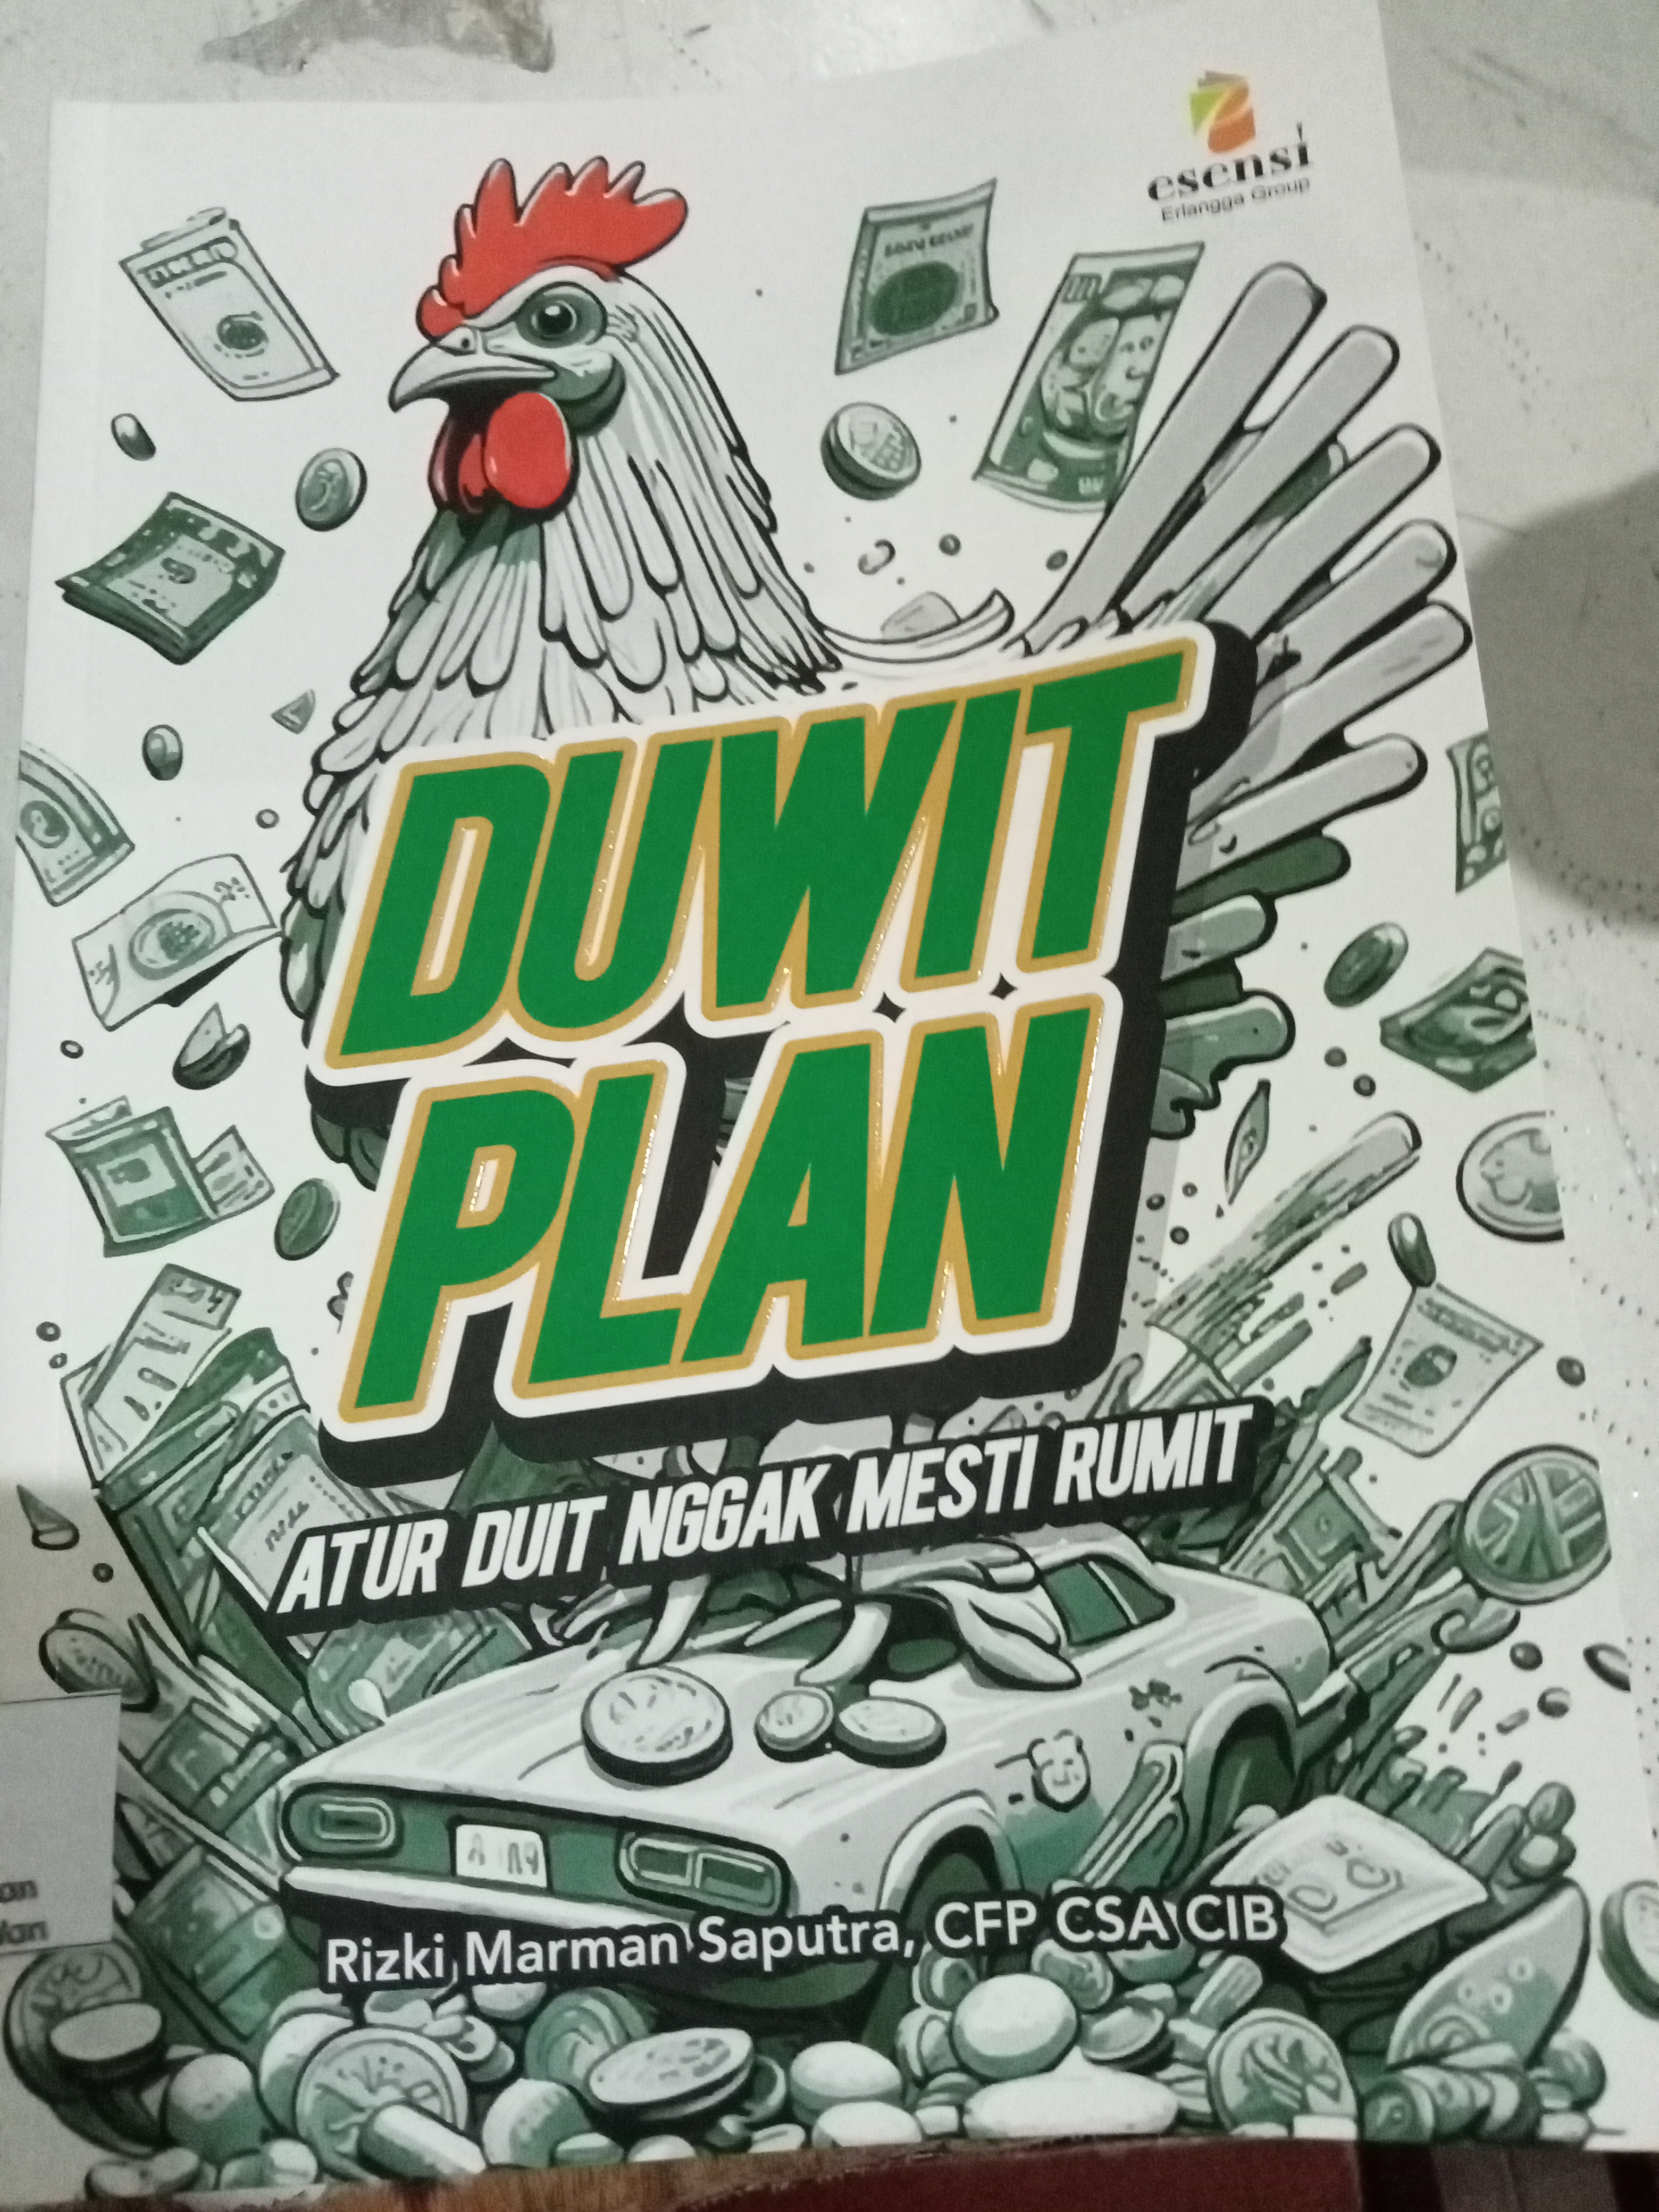 esensi
Erlangga Group
DUWIT
PLAN
ATUR DUIT NGGAK MESTI RUMIT
Rizki Marman Saputra, CFP CSA CIB